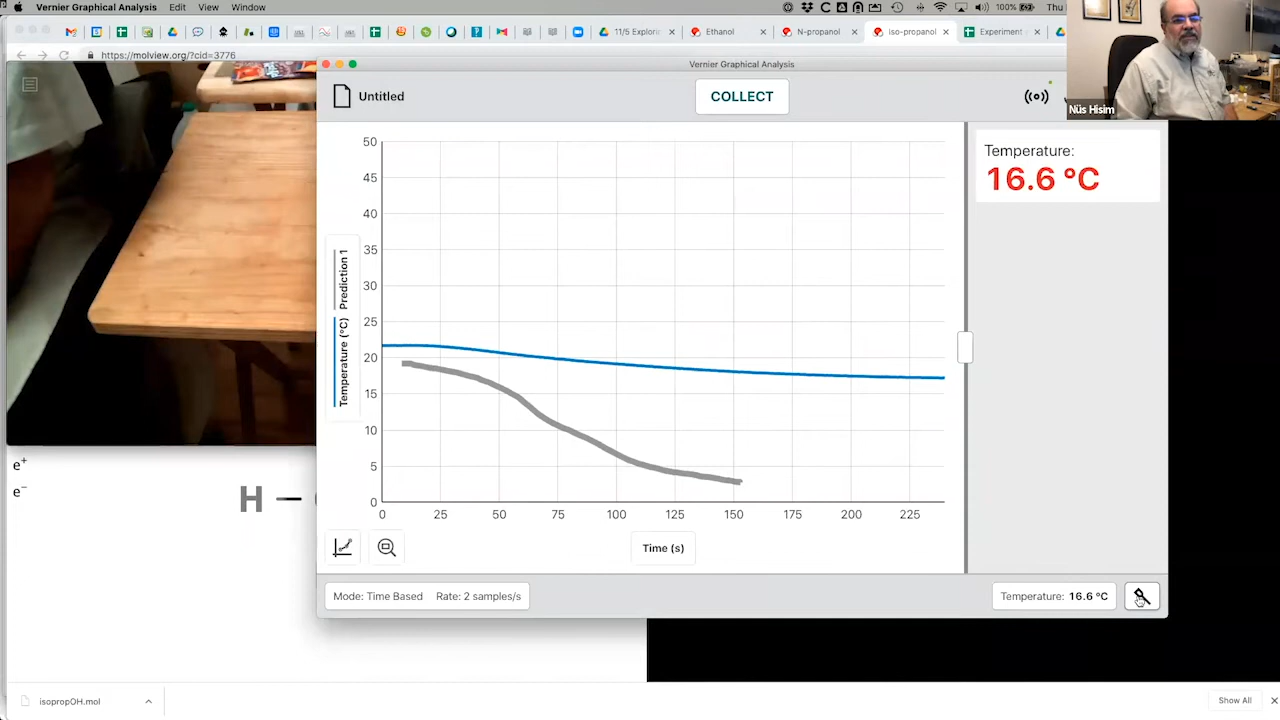 Vernier Graphical Analysis Edit View Window
100% Thu
11/5 Explora
Ethanol
N-propanol
iso-propanol
Experiment
https://molview.org/?cid=3776
Vernier Graphical Analysis
Untitled
COLLECT
Nüs Hisim
Temperature:
16.6 °C
50
45
40
35
30
25
20
15
10
5
0
Prediction 1
Temperature (°C)
0 25 50 75 100 125 150 175 200 225
Time (s)
e+
e−
H –
Mode: Time Based Rate: 2 samples/s
Temperature: 16.6 °C
isopropOH.mol
Show All